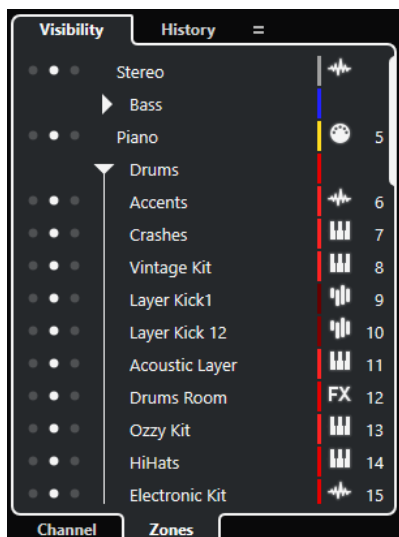 Visibility History =
Stereo
Bass
Piano 5
Drums
Accents 6
Crashes 7
Vintage Kit 8
Layer Kick1 9
Layer Kick 12 10
Acoustic Layer 11
Drums Room FX 12
Ozzy Kit 13
HiHats 14
Electronic Kit 15
Channel Zones